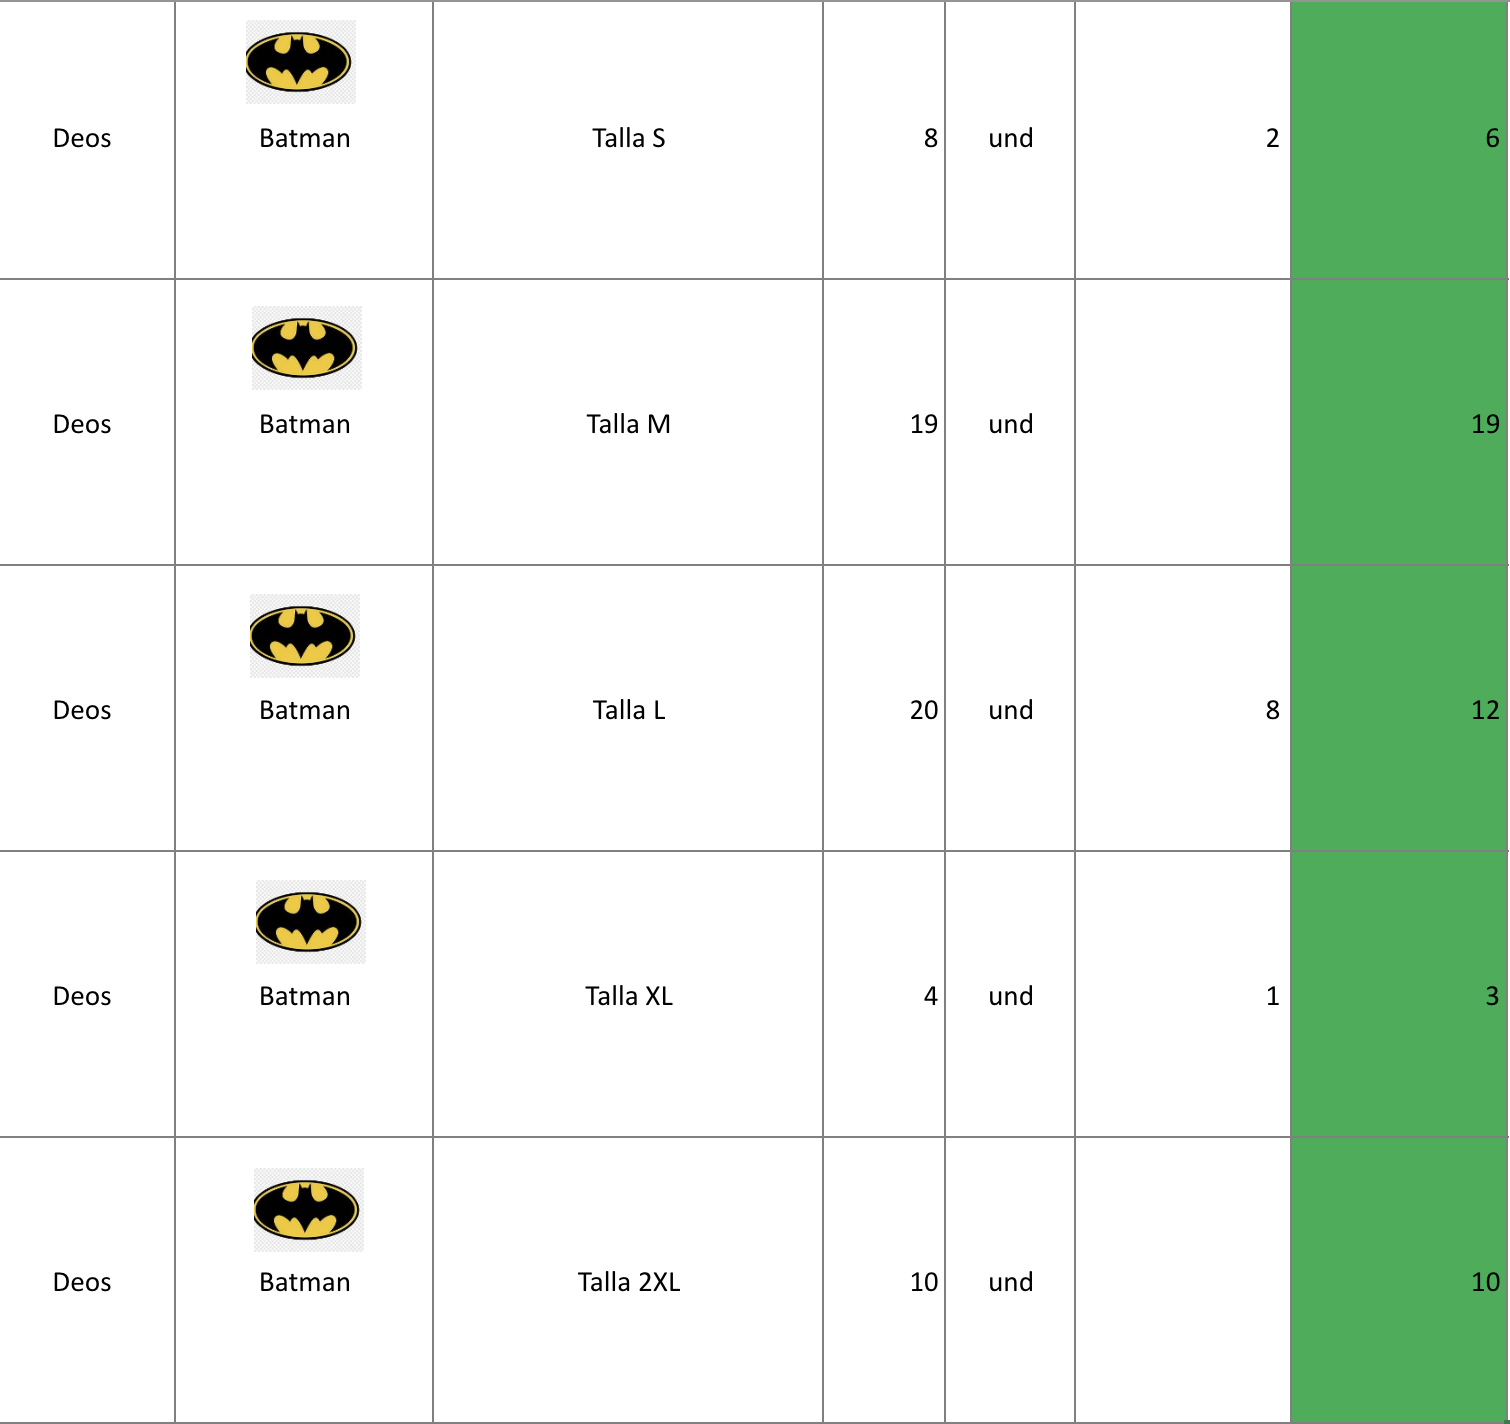 Deos Batman Talla S 8 und 2 6
Deos Batman Talla M 19 und 19
Deos Batman Talla L 20 und 8 12
Deos Batman Talla XL 4 und 1 3
Deos Batman Talla 2XL 10 und 10